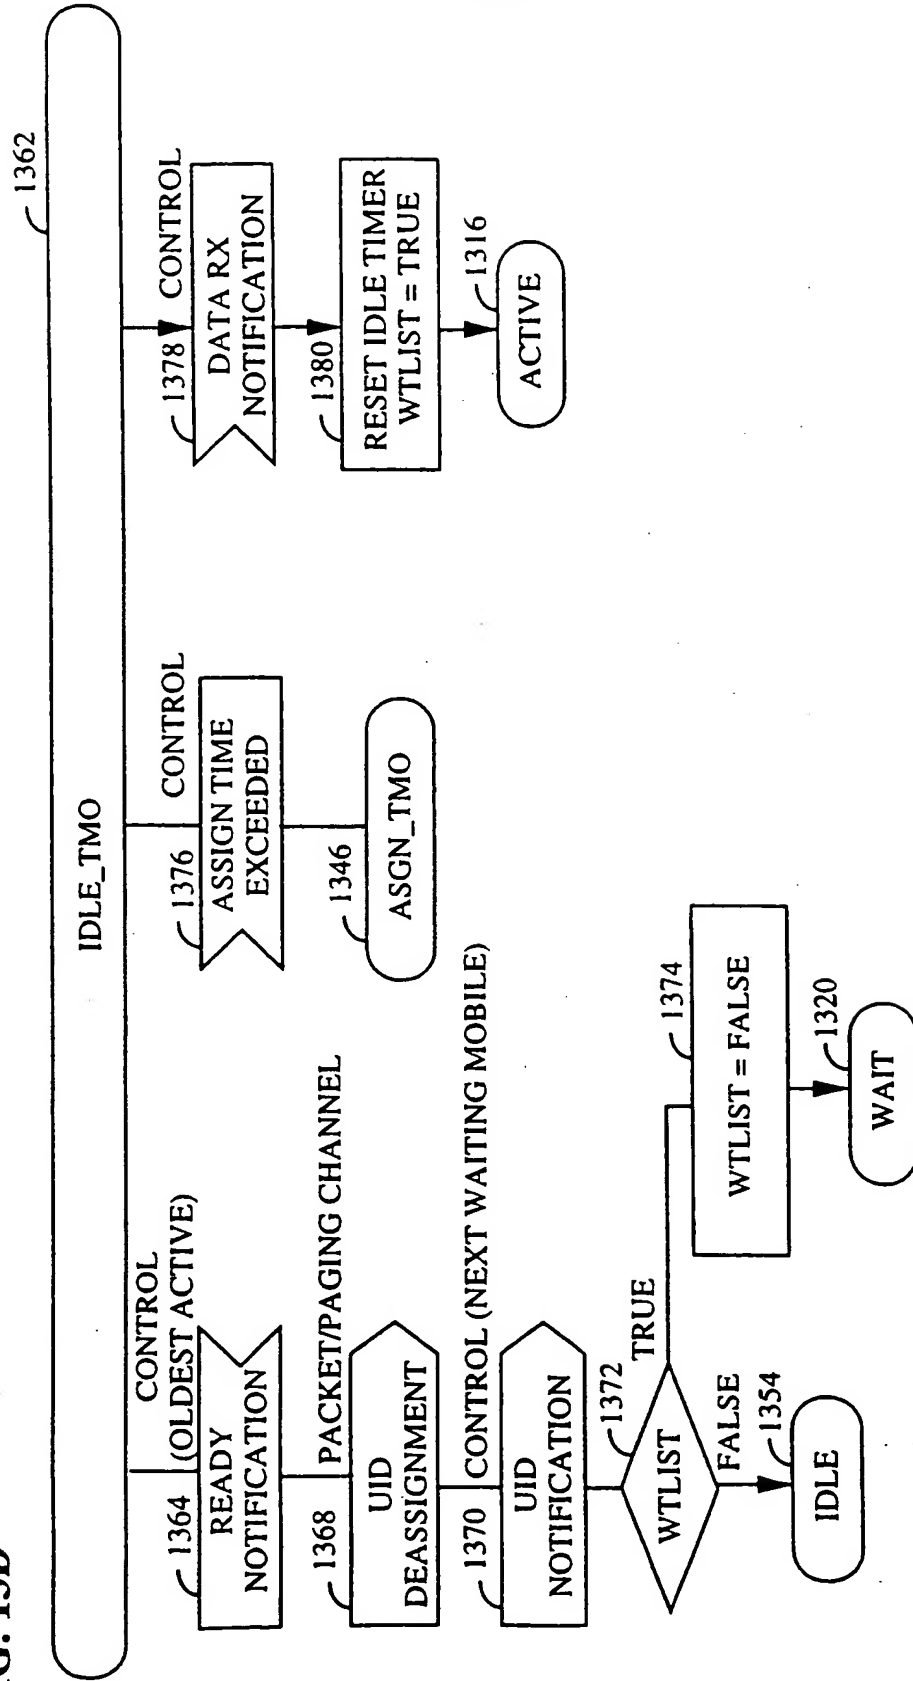 1362
IDLE_TMO
CONTROL
(OLDEST ACTIVE)
1364
READY
NOTIFICATION
PACKET/PAGING CHANNEL
1368
UID
DEASSIGNMENT
CONTROL (NEXT WAITING MOBILE)
1370
UID
NOTIFICATION
1372
WTLIST
TRUE
FALSE
1354
IDLE
1374
WTLIST = FALSE
1320
WAIT
CONTROL
1376
ASSIGN TIME
EXCEEDED
1346
ASGN_TMO
CONTROL
1378
DATA RX
NOTIFICATION
1380
RESET IDLE TIMER
WTLIST = TRUE
1316
ACTIVE